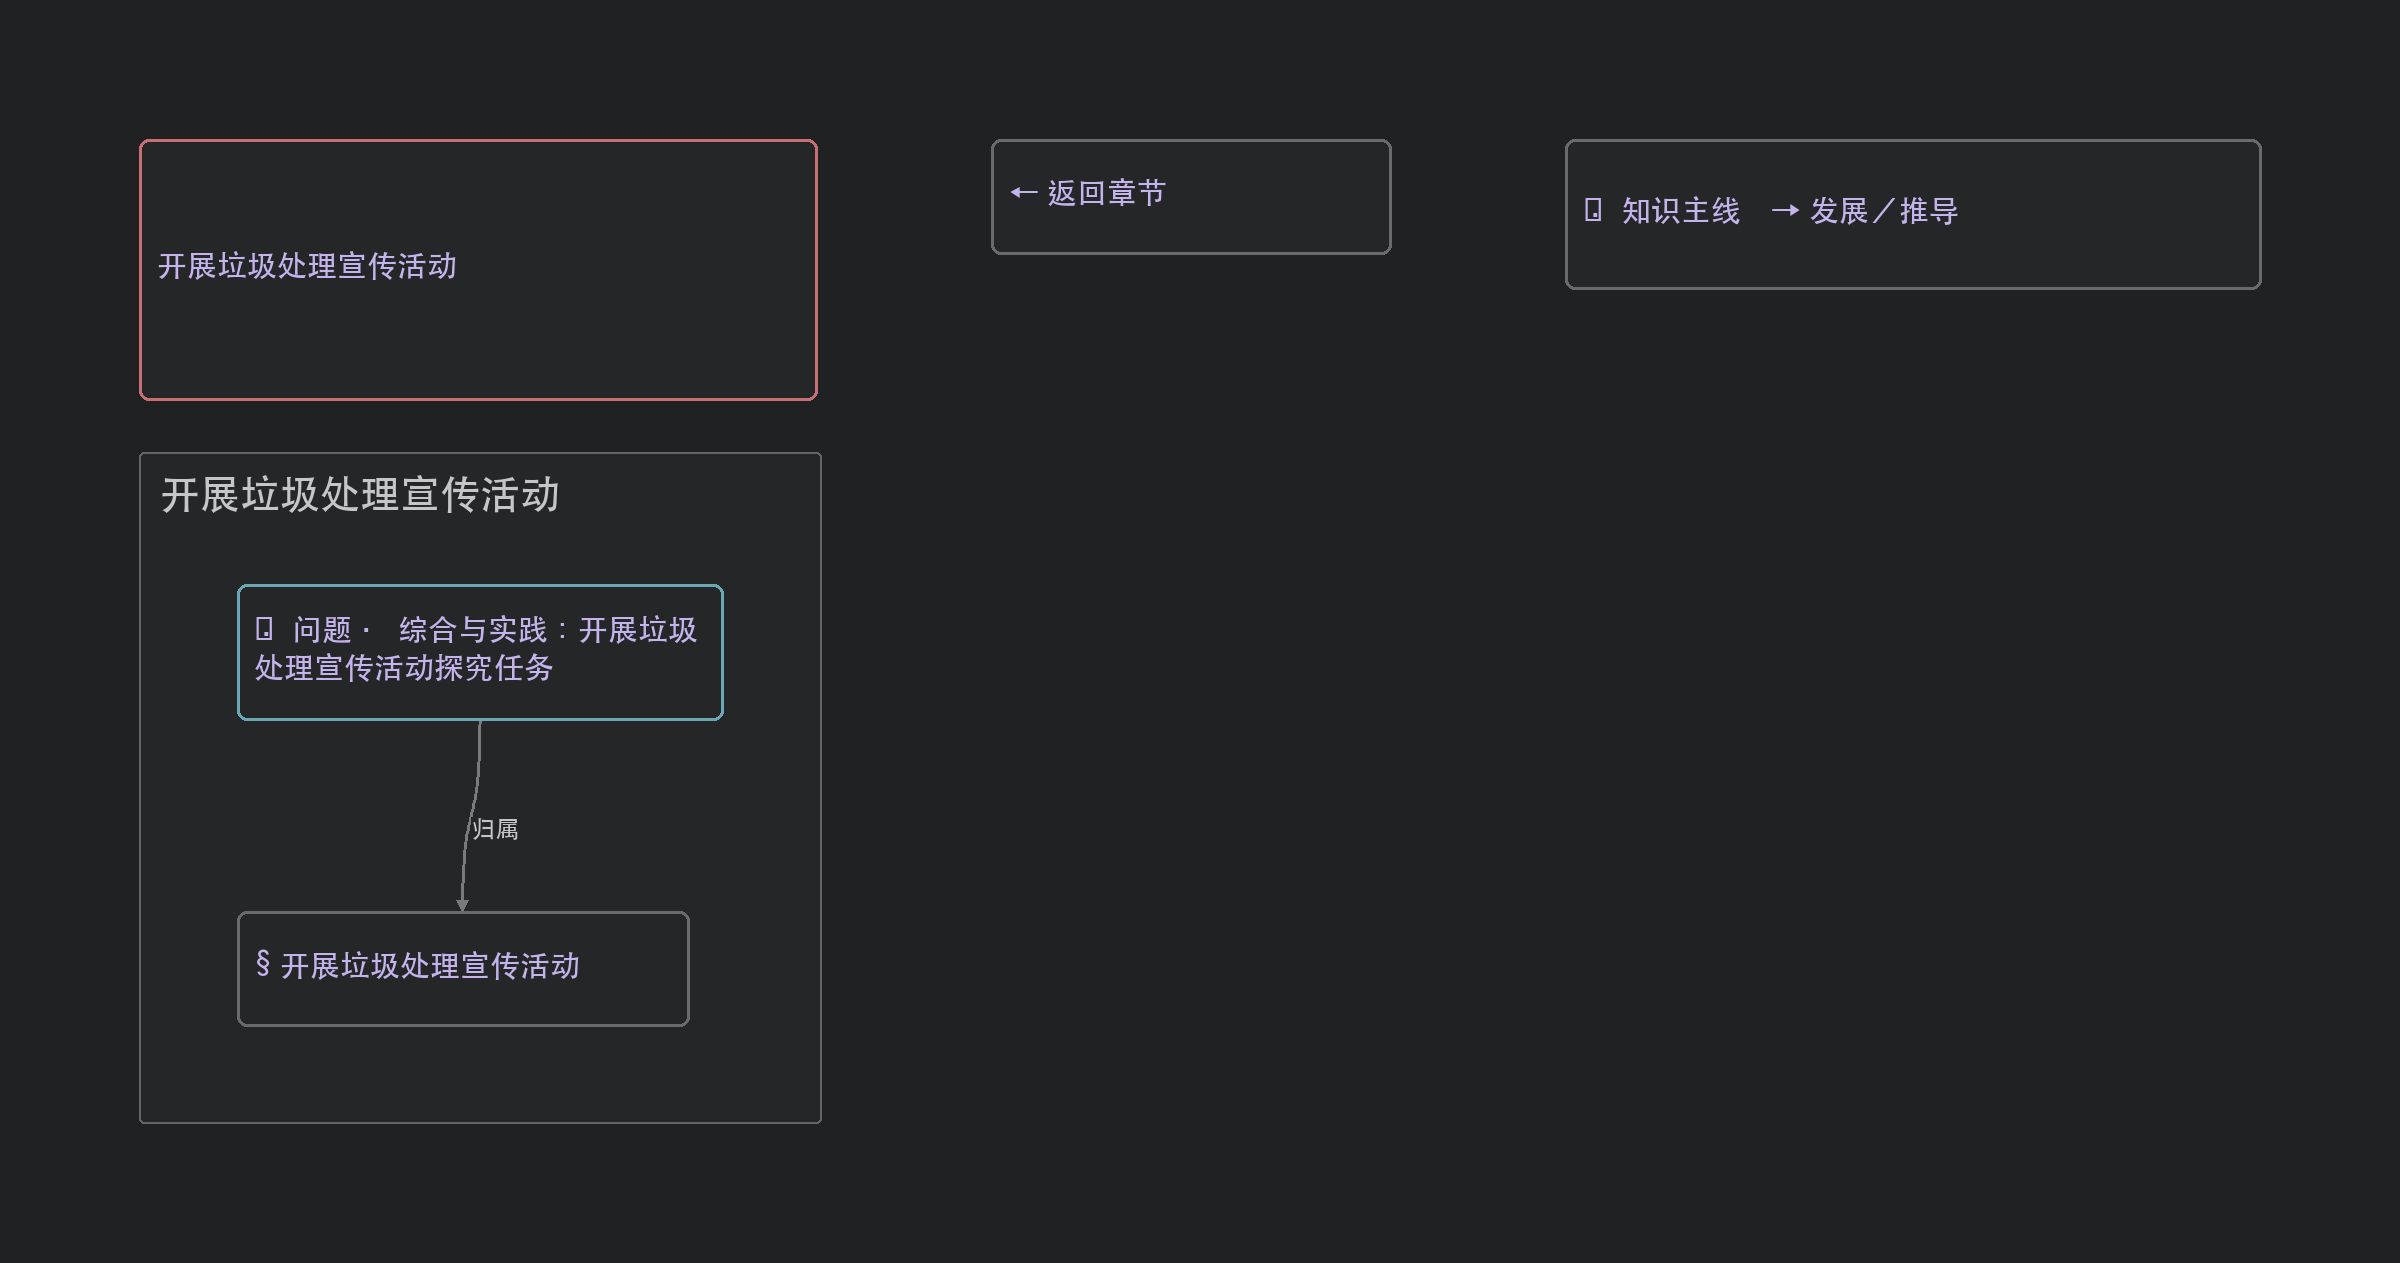 开展垃圾处理宣传活动
← 返回章节
知识主线 → 发展／推导
开展垃圾处理宣传活动
问题· 综合与实践：开展垃圾
处理宣传活动探究任务
归属
§ 开展垃圾处理宣传活动